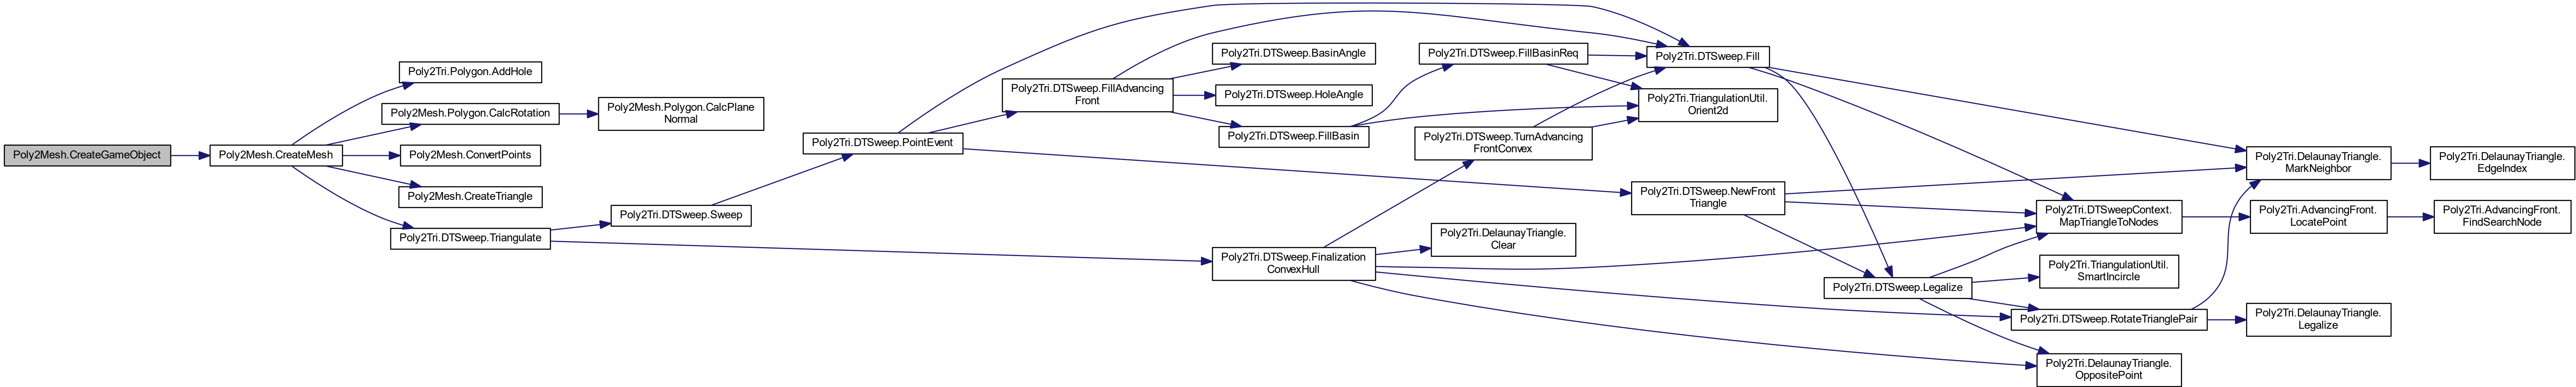 Poly2Mesh.CreateGameObject
Poly2Mesh.CreateMesh
Poly2Tri.Polygon.AddHole
Poly2Mesh.Polygon.CalcRotation
Poly2Mesh.ConvertPoints
Poly2Mesh.CreateTriangle
Poly2Tri.DTSweep.Triangulate
Poly2Mesh.Polygon.CalcPlane
Normal
Poly2Tri.DTSweep.Sweep
Poly2Tri.DTSweep.PointEvent
Poly2Tri.DTSweep.FillAdvancing
Front
Poly2Tri.DTSweep.BasinAngle
Poly2Tri.DTSweep.HoleAngle
Poly2Tri.DTSweep.FillBasin
Poly2Tri.DTSweep.Finalization
ConvexHull
Poly2Tri.DTSweep.FillBasinReq
Poly2Tri.DTSweep.TurnAdvancing
FrontConvex
Poly2Tri.DelaunayTriangle.
Clear
Poly2Tri.DTSweep.Fill
Poly2Tri.TriangulationUtil.
Orient2d
Poly2Tri.DTSweep.NewFront
Triangle
Poly2Tri.DTSweep.Legalize
Poly2Tri.DTSweepContext.
MapTriangleToNodes
Poly2Tri.TriangulationUtil.
SmartIncircle
Poly2Tri.DTSweep.RotateTrianglePair
Poly2Tri.DelaunayTriangle.
OppositePoint
Poly2Tri.DelaunayTriangle.
MarkNeighbor
Poly2Tri.AdvancingFront.
LocatePoint
Poly2Tri.DelaunayTriangle.
Legalize
Poly2Tri.DelaunayTriangle.
EdgeIndex
Poly2Tri.AdvancingFront.
FindSearchNode